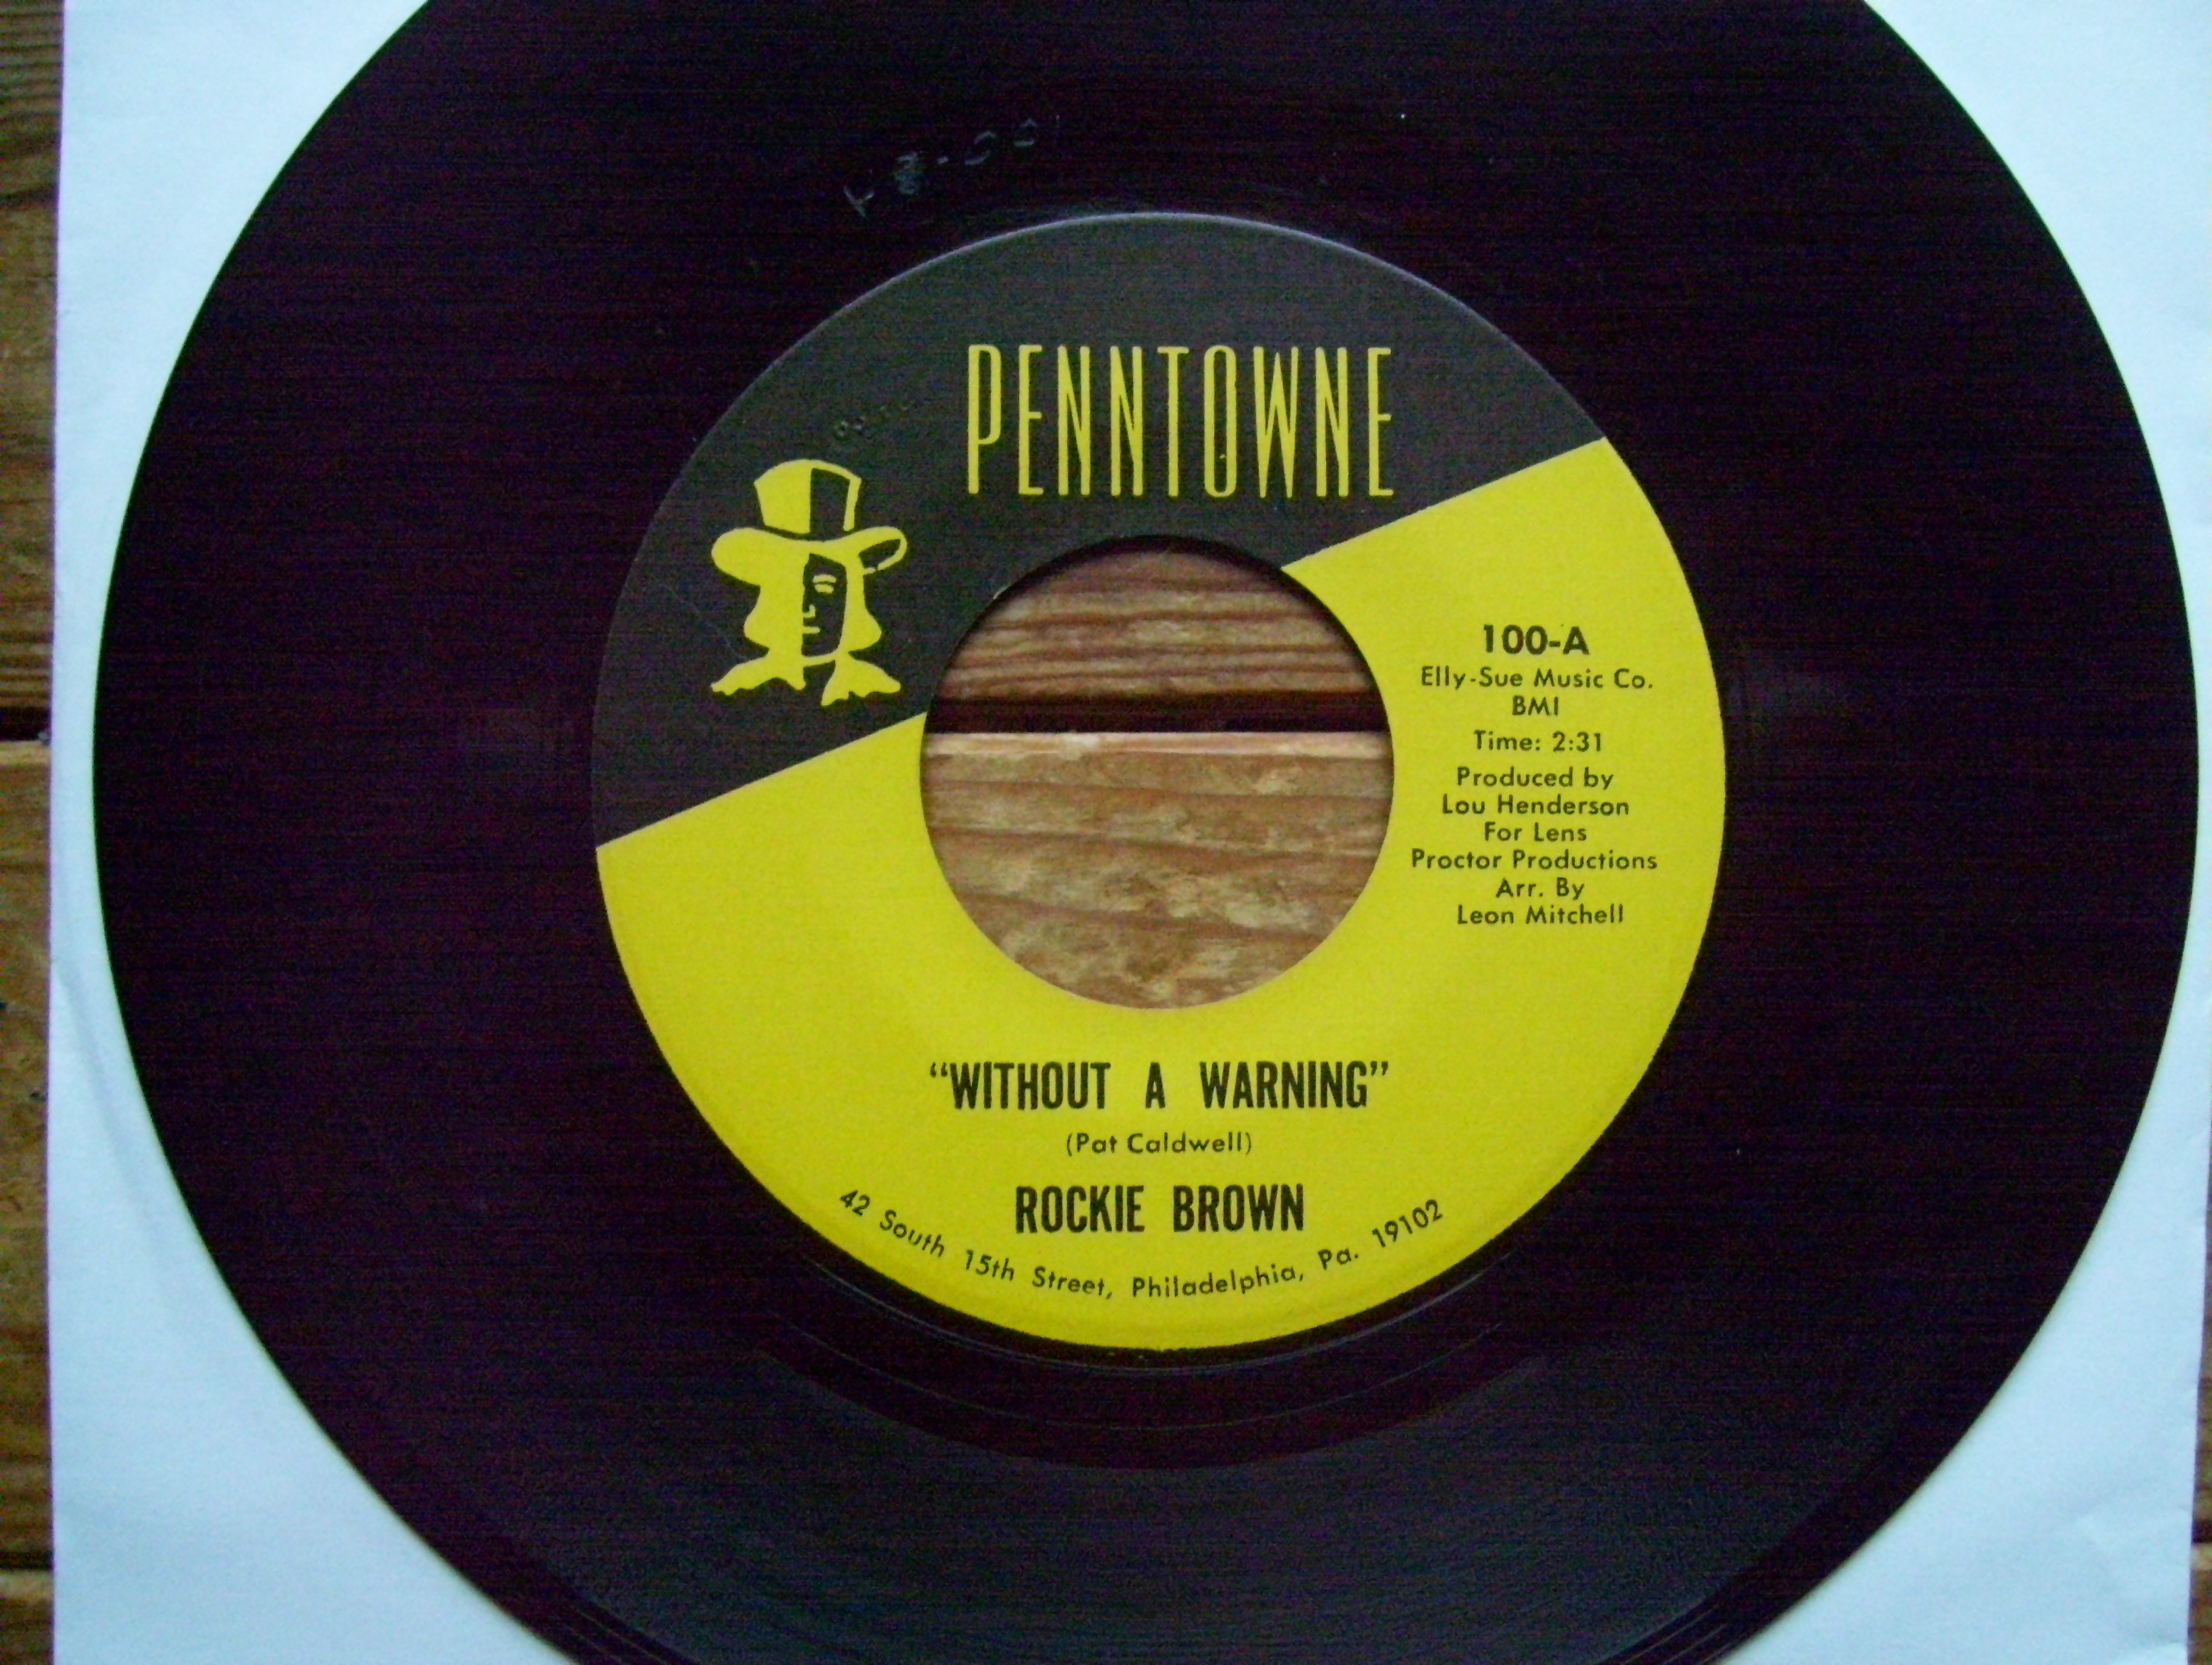 PENNTOWNE
100-A
Elly-Sue Music Co.
BMI
Time: 2:31
Produced by
Lou Henderson
For Lens
Proctor Productions
Arr. By
Leon Mitchell
“WITHOUT A WARNING”
(Pat Caldwell)
ROCKIE BROWN
42 South 15th Street, Philadelphia, Pa. 19102